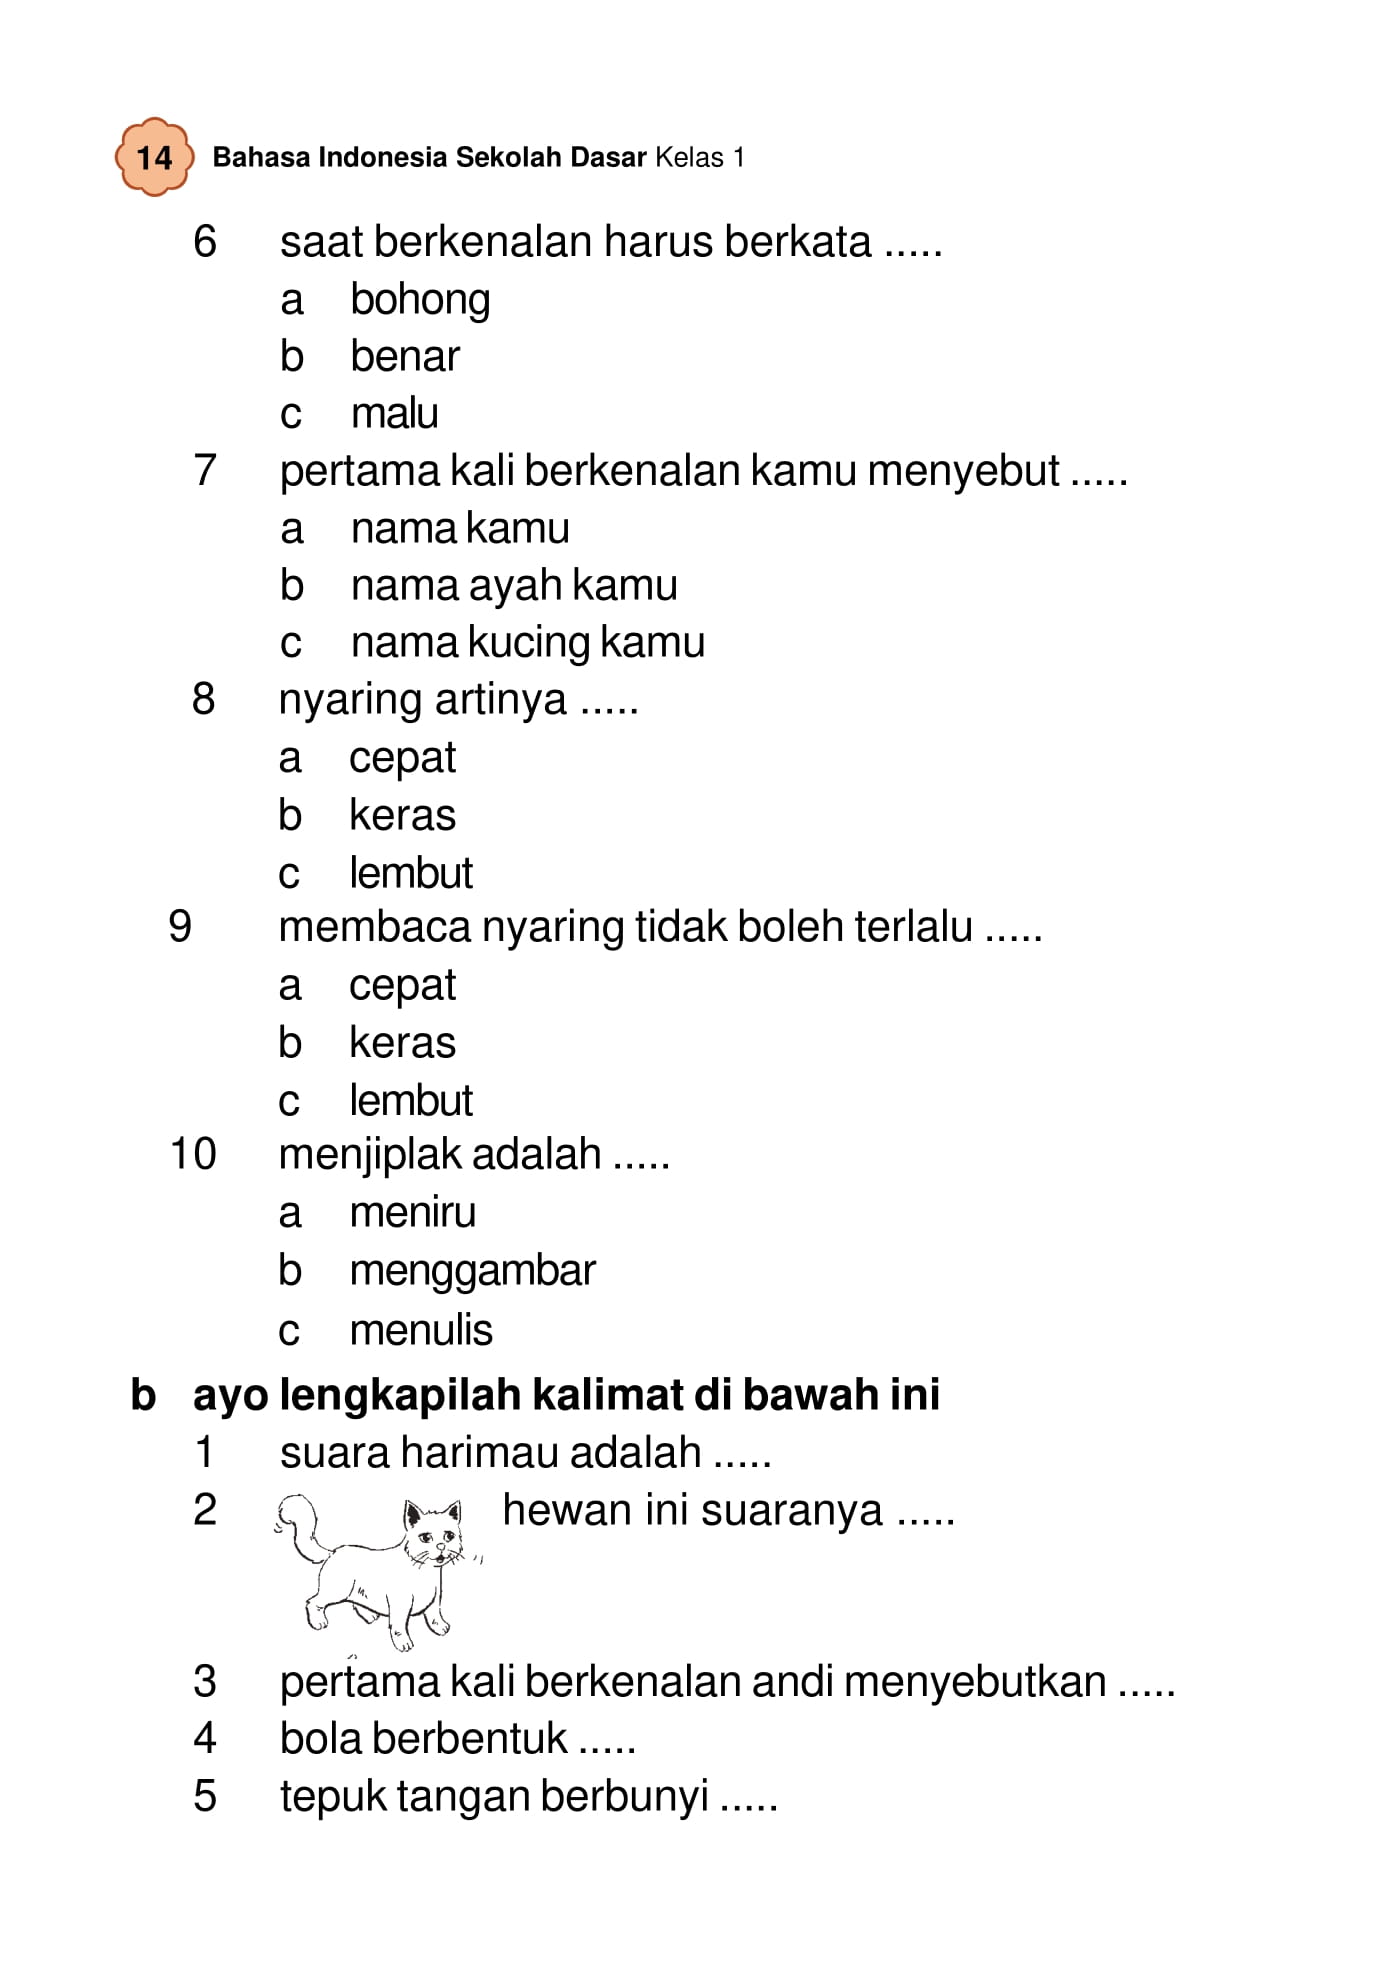 14 Bahasa Indonesia Sekolah Dasar Kelas 1
6 saat berkenalan harus berkata .....
a bohong
b benar
c malu
7 pertama kali berkenalan kamu menyebut .....
a nama kamu
b nama ayah kamu
c nama kucing kamu
8 nyaring artinya .....
a cepat
b keras
c lembut
9 membaca nyaring tidak boleh terlalu .....
a cepat
b keras
c lembut
10 menjiplak adalah .....
a meniru
b menggambar
c menulis
b ayo lengkapilah kalimat di bawah ini
1 suara harimau adalah .....
2 hewan ini suaranya .....
3 pertama kali berkenalan andi menyebutkan .....
4 bola berbentuk .....
5 tepuk tangan berbunyi .....